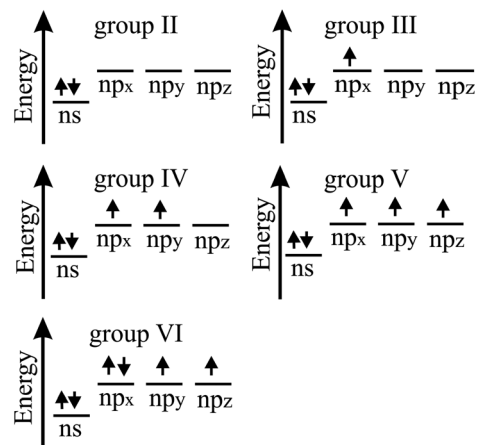 group II
Energy
ns
npx npy npz
group III
Energy
ns
npx npy npz
group IV
Energy
ns
npx npy npz
group V
Energy
ns
npx npy npz
group VI
Energy
ns
npx npy npz